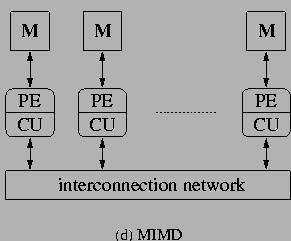 M M M
PE PE PE
CU CU CU
interconnection network
(d) MIMD